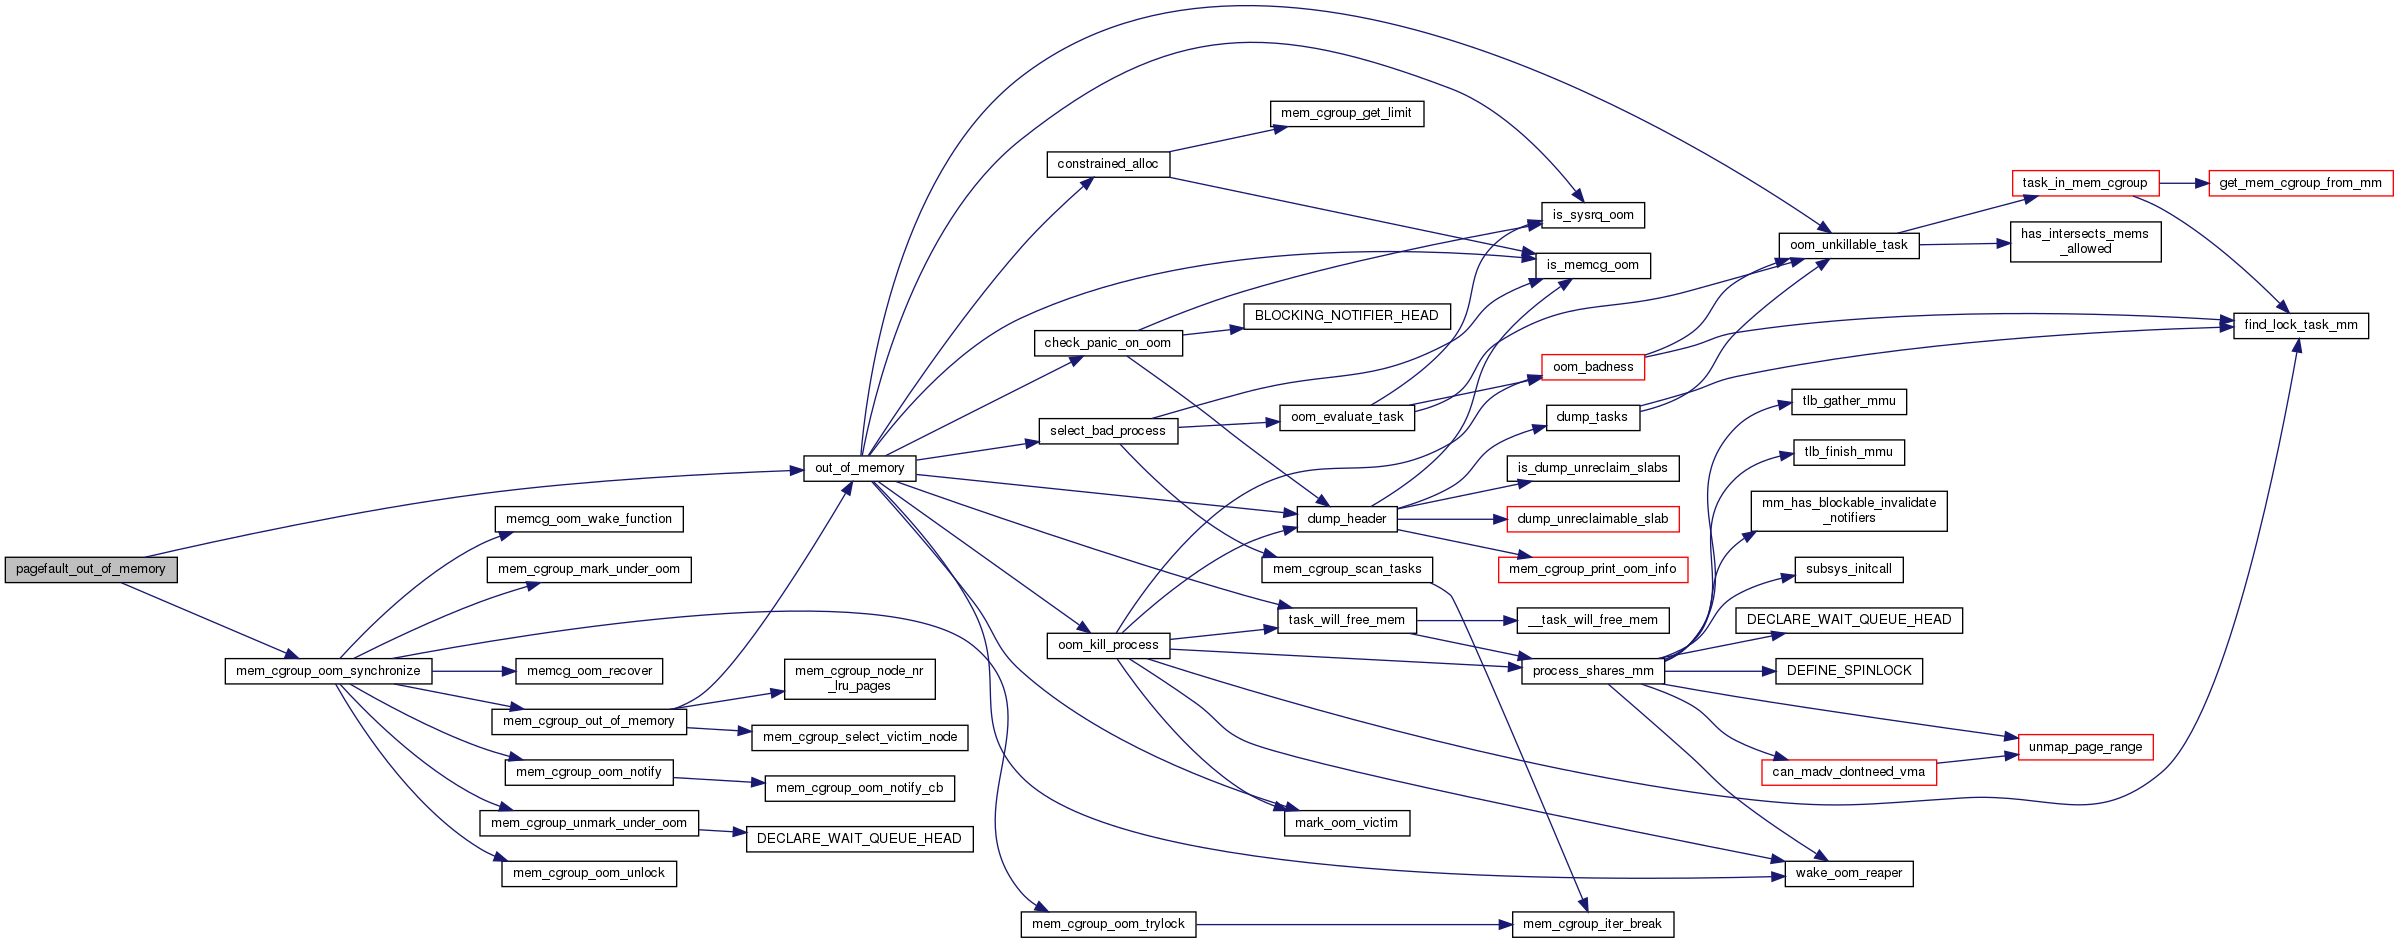 pagefault_out_of_memory
mem_cgroup_oom_synchronize
memcg_oom_wake_function
mem_cgroup_mark_under_oom
memcg_oom_recover
mem_cgroup_out_of_memory
mem_cgroup_oom_notify
mem_cgroup_unmark_under_oom
mem_cgroup_oom_unlock
out_of_memory
mem_cgroup_node_nr
_lru_pages
mem_cgroup_select_victim_node
mem_cgroup_oom_notify_cb
DECLARE_WAIT_QUEUE_HEAD
constrained_alloc
check_panic_on_oom
select_bad_process
oom_kill_process
mem_cgroup_oom_trylock
mem_cgroup_get_limit
BLOCKING_NOTIFIER_HEAD
oom_evaluate_task
dump_header
mem_cgroup_scan_tasks
task_will_free_mem
mark_oom_victim
is_sysrq_oom
is_memcg_oom
oom_badness
dump_tasks
is_dump_unreclaim_slabs
dump_unreclaimable_slab
mem_cgroup_print_oom_info
__task_will_free_mem
process_shares_mm
mem_cgroup_iter_break
oom_unkillable_task
tlb_gather_mmu
tlb_finish_mmu
mm_has_blockable_invalidate
_notifiers
subsys_initcall
DECLARE_WAIT_QUEUE_HEAD
DEFINE_SPINLOCK
can_madv_dontneed_vma
wake_oom_reaper
task_in_mem_cgroup
has_intersects_mems
_allowed
unmap_page_range
get_mem_cgroup_from_mm
find_lock_task_mm